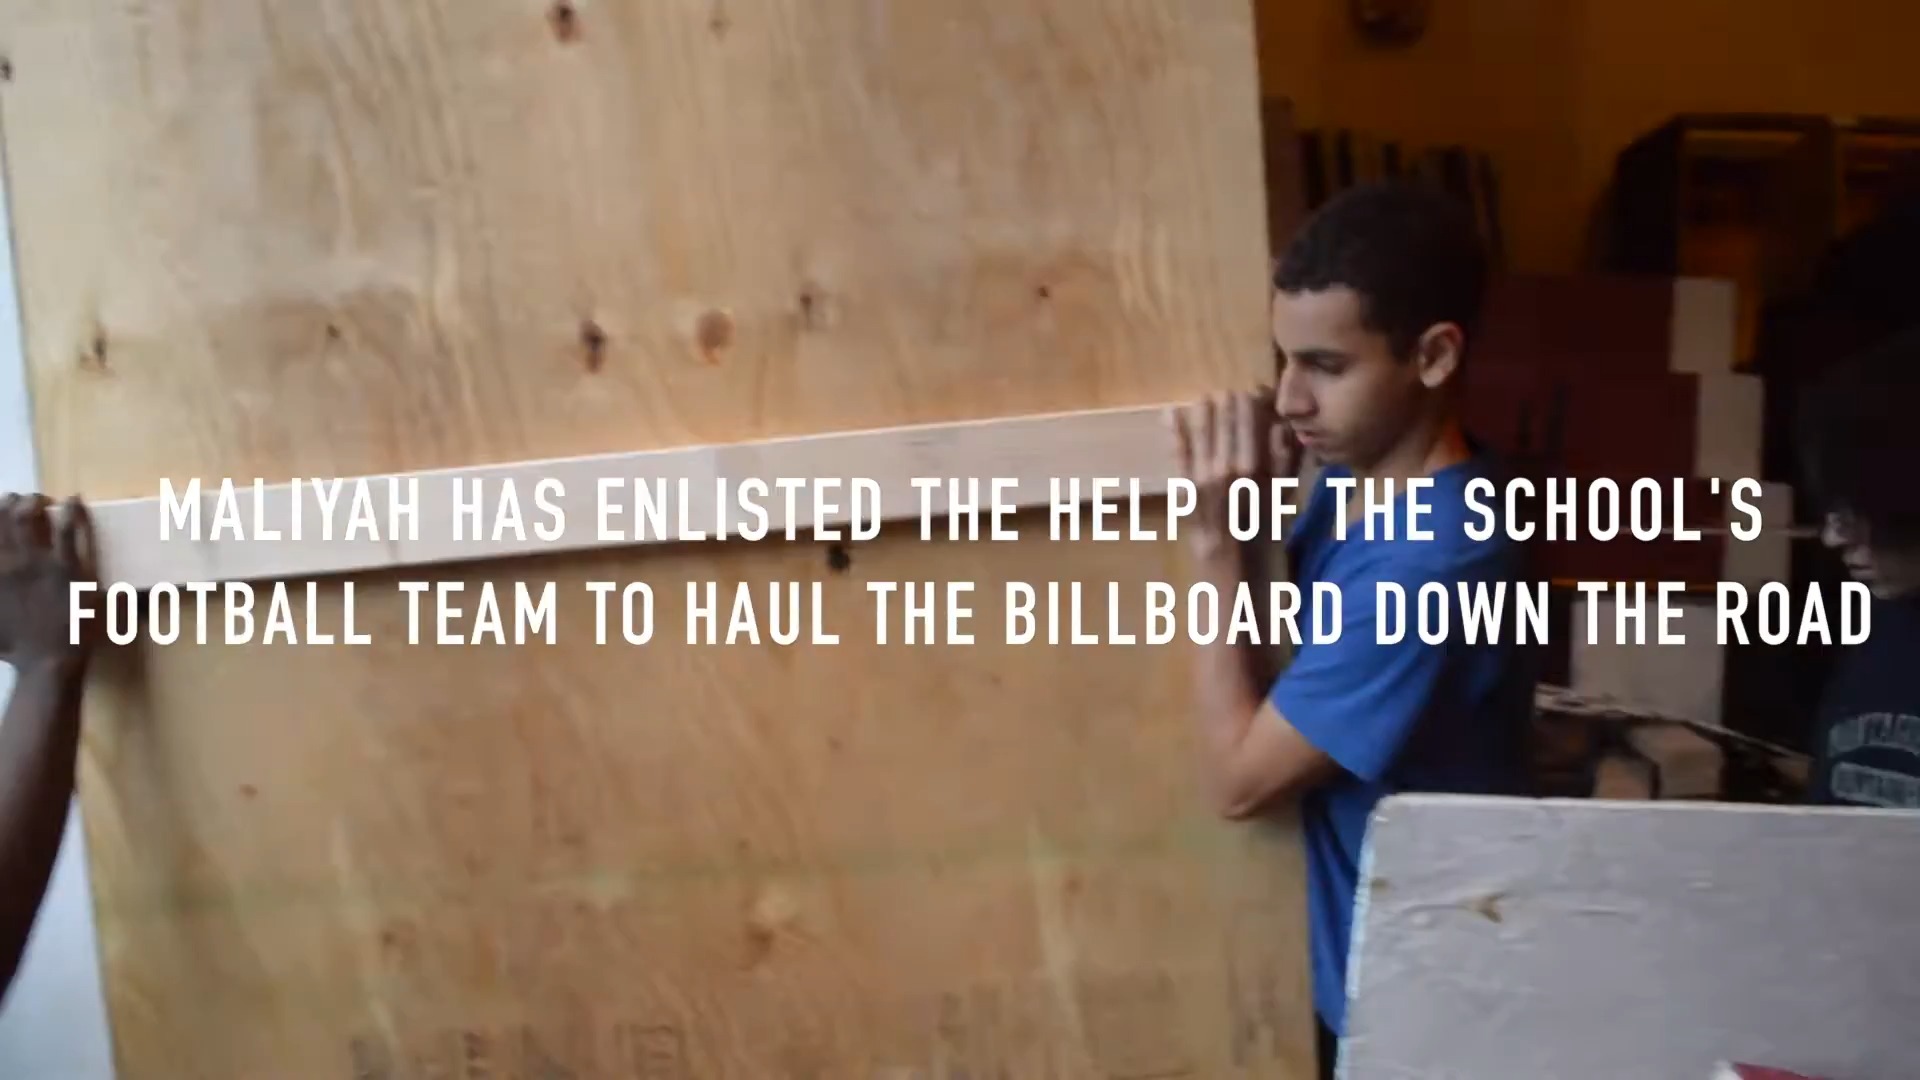 MALIYAH HAS ENLISTED THE HELP OF THE SCHOOL'S
FOOTBALL TEAM TO HAUL THE BILLBOARD DOWN THE ROAD